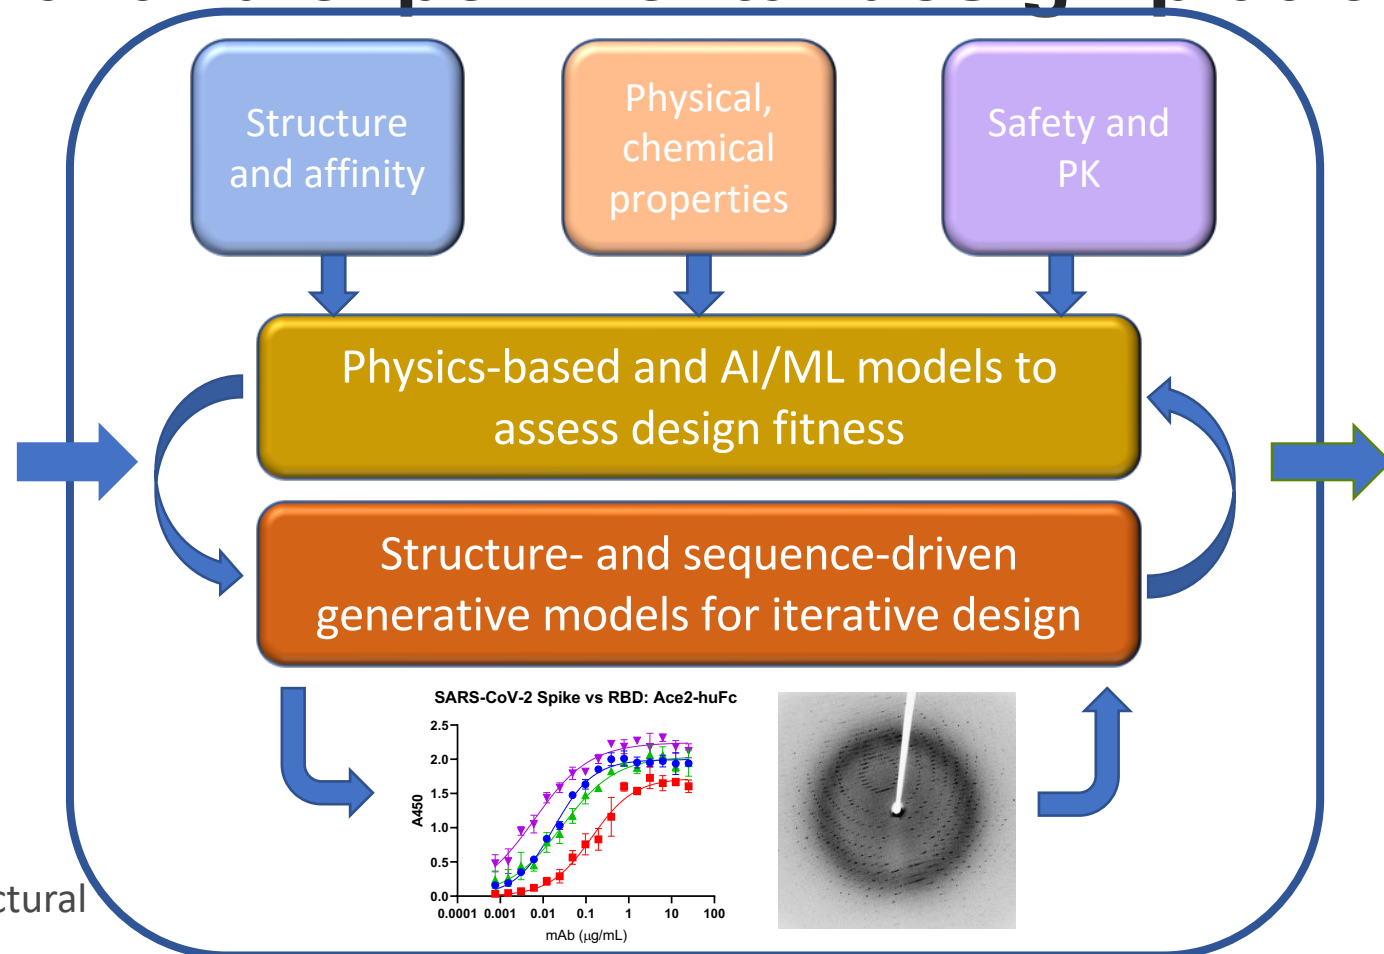 Structure
and affinity
Physical,
chemical
properties
Safety and
PK
Physics-based and AI/ML models to
assess design fitness
Structure- and sequence-driven
generative models for iterative design
SARS-CoV-2 Spike vs RBD: Ace2-huFc
2.5
2.0
1.5
1.0
0.5
0.0
A450
0.0001 0.001 0.01 0.1 1 10 100
mAb (μg/mL)
ctural